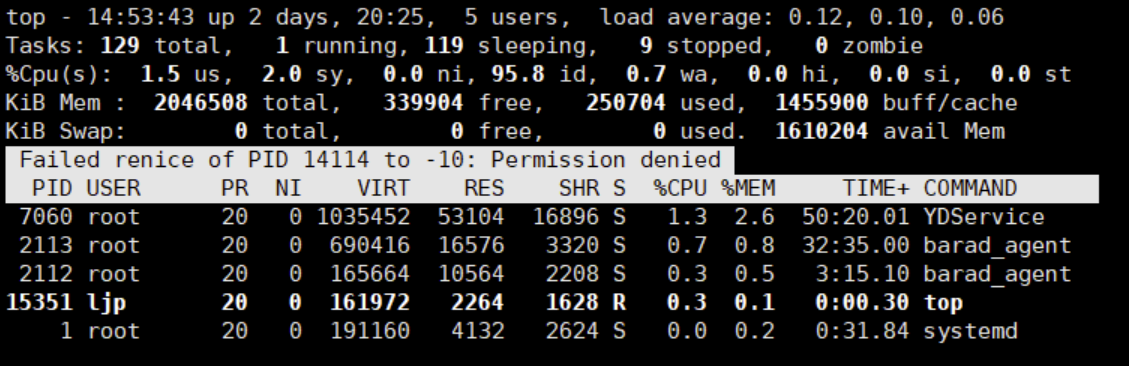 top - 14:53:43 up 2 days, 20:25,  5 users,  load average: 0.12, 0.10, 0.06
Tasks: 129 total,   1 running, 119 sleeping,   9 stopped,   0 zombie
%Cpu(s):  1.5 us,  2.0 sy,  0.0 ni, 95.8 id,  0.7 wa,  0.0 hi,  0.0 si,  0.0 st
KiB Mem :  2046508 total,   339904 free,   250704 used,  1455900 buff/cache
KiB Swap:        0 total,        0 free,        0 used.  1610204 avail Mem
 Failed renice of PID 14114 to -10: Permission denied
  PID USER      PR  NI    VIRT    RES    SHR S  %CPU %MEM     TIME+ COMMAND
 7060 root      20   0 1035452  53104  16896 S   1.3  2.6  50:20.01 YDService
 2113 root      20   0  690416  16576   3320 S   0.7  0.8  32:35.00 barad_agent
 2112 root      20   0  165664  10564   2208 S   0.3  0.5   3:15.10 barad_agent
15351 ljp       20   0  161972   2264   1628 R   0.3  0.1   0:00.30 top
    1 root      20   0  191160   4132   2624 S   0.0  0.2   0:31.84 systemd